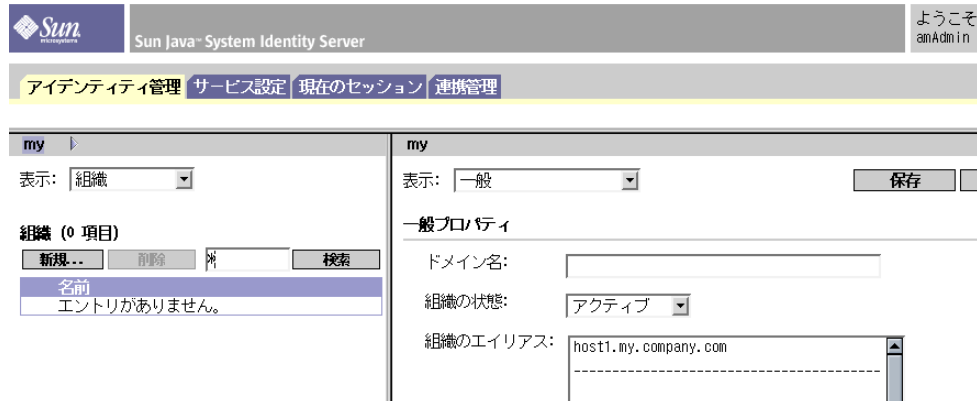 Sun
microsystems
Sun Java™ System Identity Server
ようこそ
amAdmin
アイデンティティ管理 サービス設定 現在のセッション 連携管理
my
表示: 組織
組織 (0 項目)
新規... 削除 * 検索
名前
エントリがありません。
my
表示: 一般 保存
一般プロパティ
ドメイン名:
組織の状態: アクティブ
組織のエイリアス: host1.my.company.com
---------------------------------------